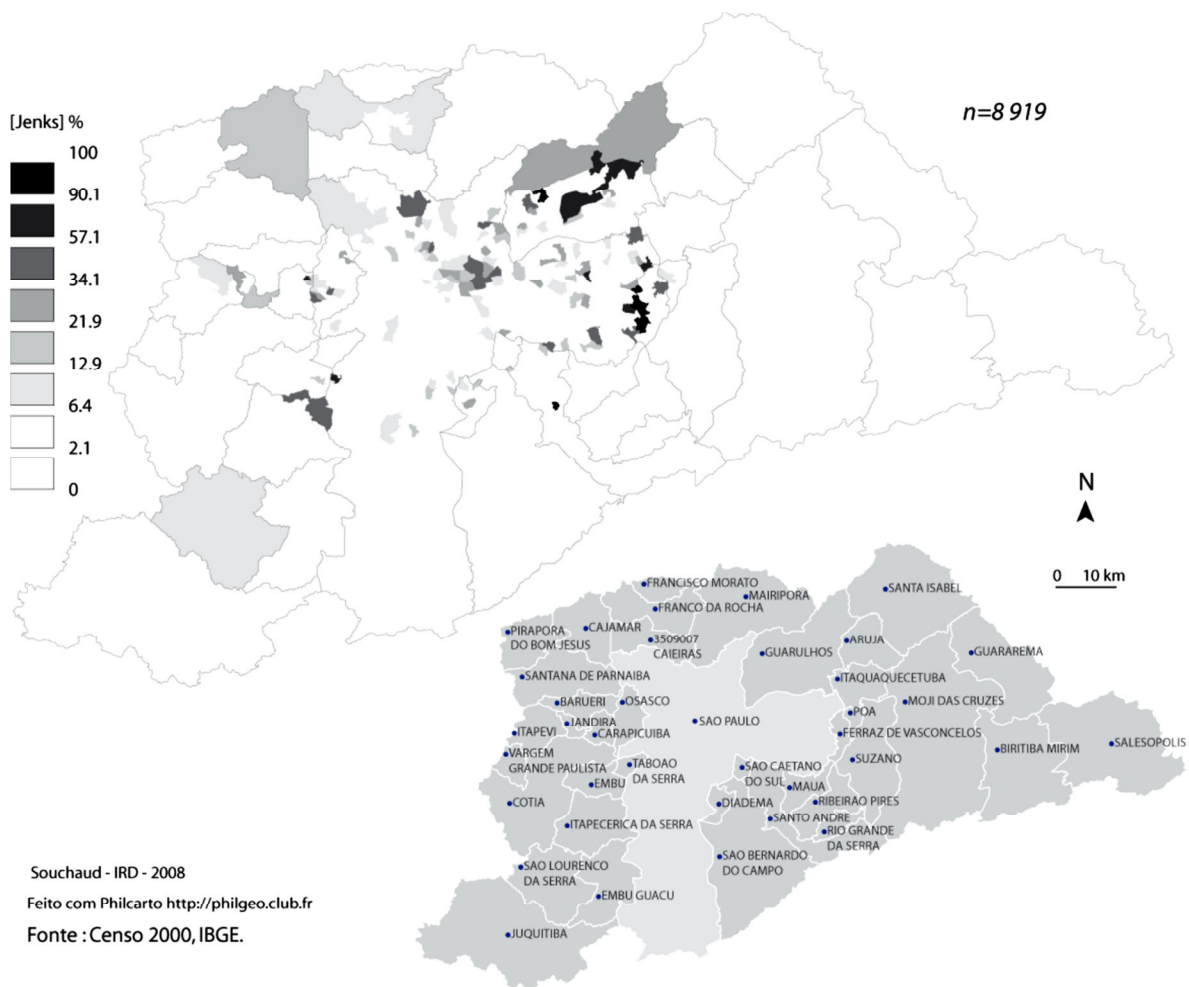 n=8 919
[Jenks] %
100
90.1
57.1
34.1
21.9
12.9
6.4
2.1
0
N
0 10 km
FRANCISCO MORATO
MAIRIPORA
SANTA ISABEL
FRANCO DA ROCHA
PIRAPORA
DO BOM JESUS
CAJAMAR
3509007
CAIEIRAS
GUARULHOS
ARUJA
GUARAREMA
SANTANA DE PARNAIBA
ITAQUAQUECETUBA
BARUERI
OSASCO
MOJI DAS CRUZES
SAO PAULO
POA
JANDIRA
ITAPEVI
CARAPICUIBA
FERRAZ DE VASCONCELOS
SALESOPOLIS
BIRITIBA MIRIM
VARGEM
GRANDE PAULISTA
TABOAO
DA SERRA
SAO CAETANO
DO SUL
SUZANO
EMBU
MAUA
COTIA
DIADEMA
RIBEIRAO PIRES
ITAPECERICA DA SERRA
SANTO ANDRE
RIO GRANDE
DA SERRA
SAO LOURENCO
DA SERRA
SAO BERNARDO
DO CAMPO
EMBU GUACU
JUQUITIBA
Souchaud - IRD - 2008
Feito com Philcarto http://philgeo.club.fr
Fonte : Censo 2000, IBGE.